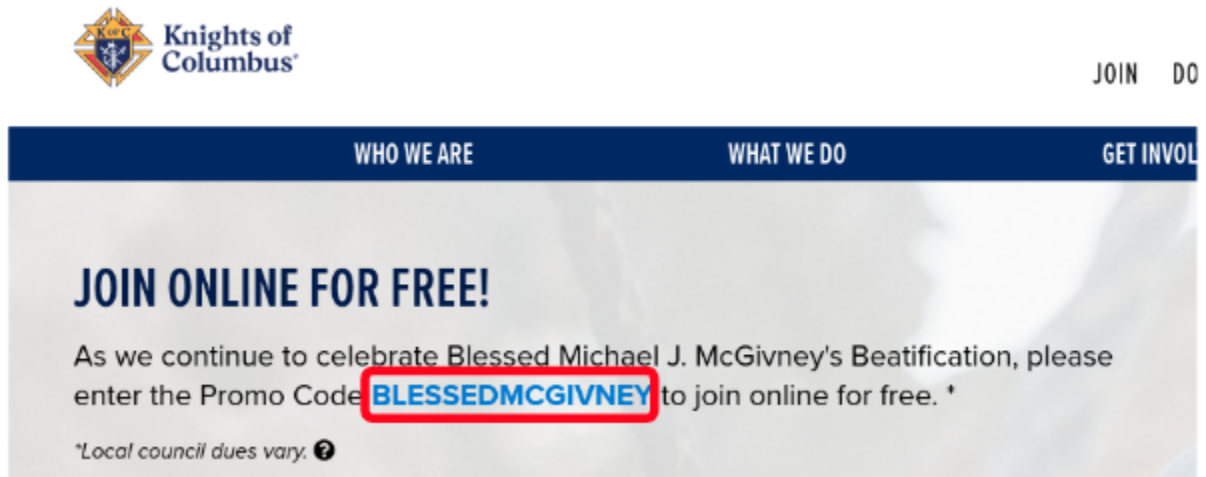 K OF C
Knights of
Columbus®
JOIN
WHO WE ARE WHAT WE DO GET INVOL
JOIN ONLINE FOR FREE!
As we continue to celebrate Blessed Michael J. McGivney's Beatification, please
enter the Promo Code BLESSEDMCGIVNEY to join online for free. *
*Local council dues vary. ?